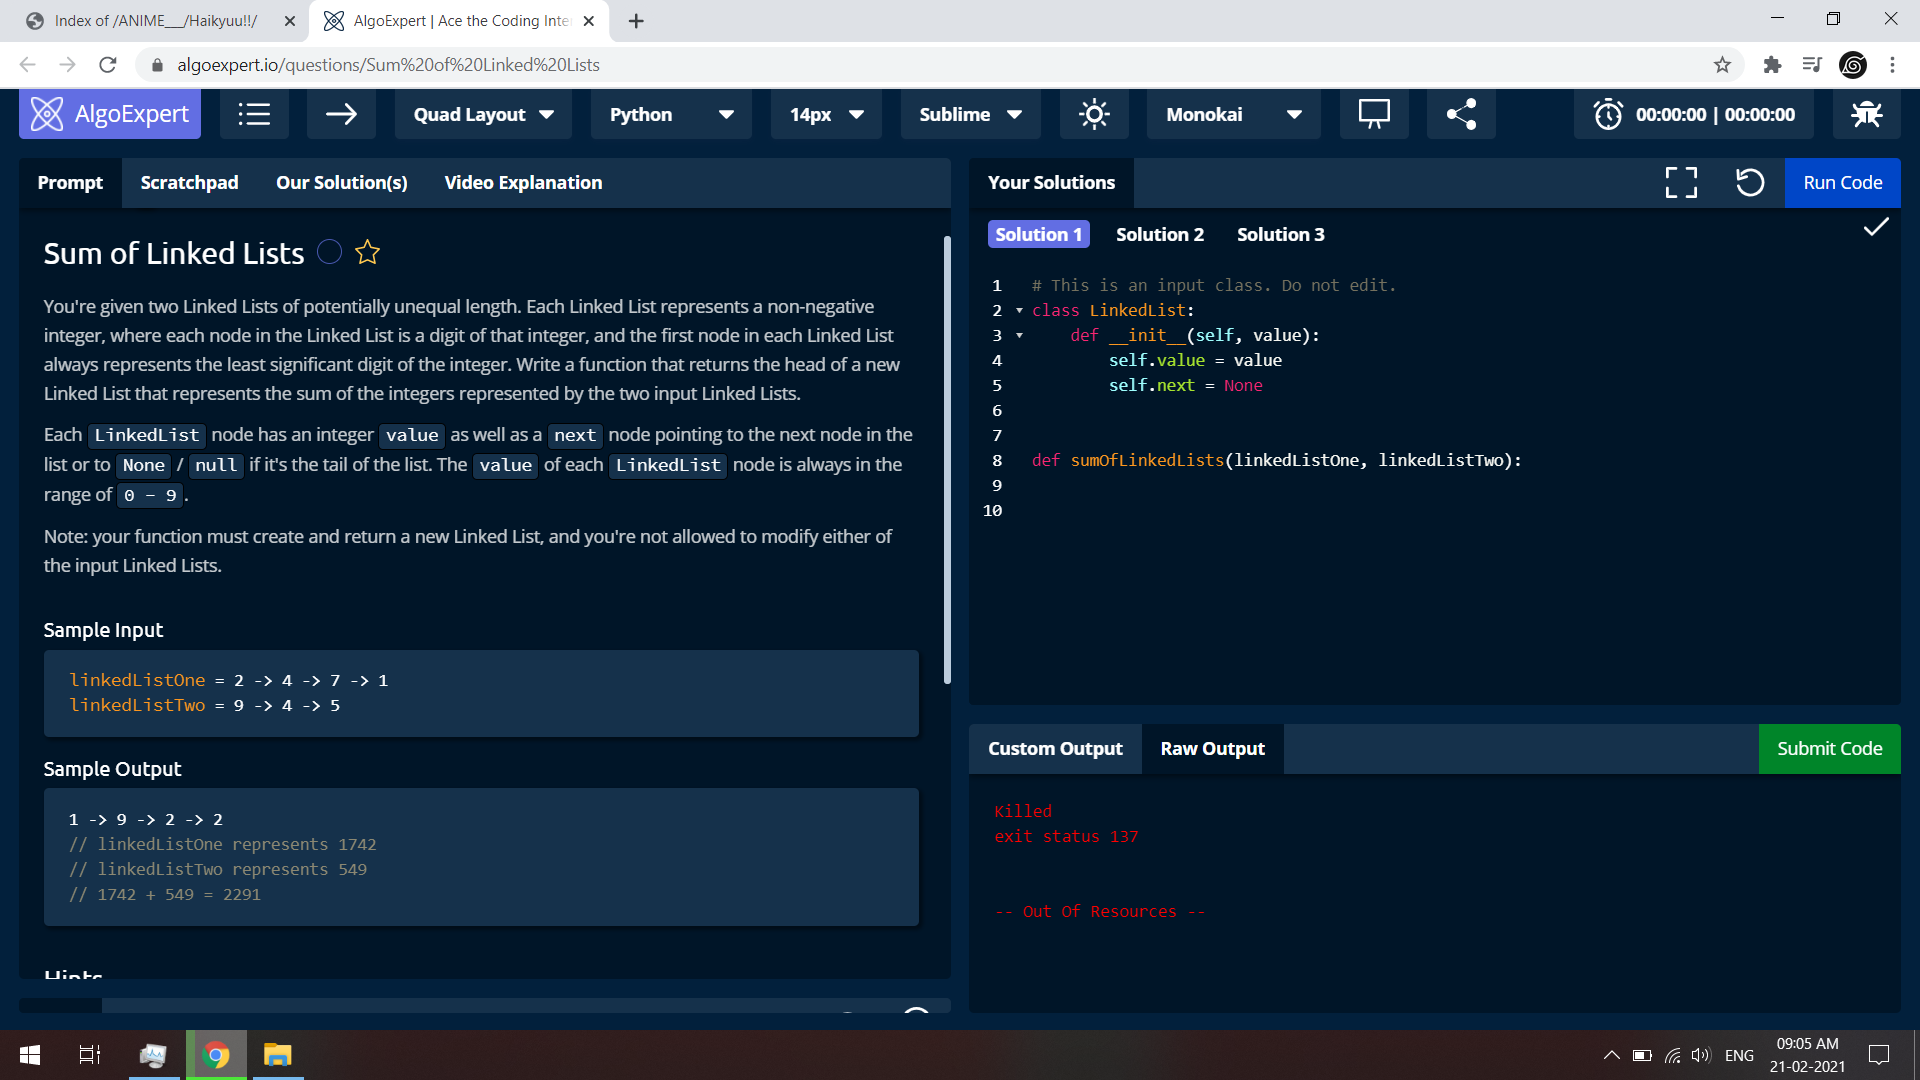 Index of /ANIME___/Haikyuu!!/
AlgoExpert | Ace the Coding Inte
algoexpert.io/questions/Sum%20of%20Linked%20Lists
AlgoExpert
Quad Layout
Python
14px
Sublime
Monokai
00:00:00 | 00:00:00
Prompt
Scratchpad
Our Solution(s)
Video Explanation
Sum of Linked Lists
You're given two Linked Lists of potentially unequal length. Each Linked List represents a non-negative
integer, where each node in the Linked List is a digit of that integer, and the first node in each Linked List
always represents the least significant digit of the integer. Write a function that returns the head of a new
Linked List that represents the sum of the integers represented by the two input Linked Lists.
Each LinkedList node has an integer value as well as a next node pointing to the next node in the
list or to None / null if it's the tail of the list. The value of each LinkedList node is always in the
range of 0 - 9 .
Note: your function must create and return a new Linked List, and you're not allowed to modify either of
the input Linked Lists.
Sample Input
linkedListOne = 2 -> 4 -> 7 -> 1
linkedListTwo = 9 -> 4 -> 5
Sample Output
1 -> 9 -> 2 -> 2
// linkedListOne represents 1742
// linkedListTwo represents 549
// 1742 + 549 = 2291
Hints
Your Solutions
Run Code
Solution 1
Solution 2
Solution 3
1 # This is an input class. Do not edit.
2 class LinkedList:
3 def __init__(self, value):
4 self.value = value
5 self.next = None
6
7
8 def sumOfLinkedLists(linkedListOne, linkedListTwo):
9
10
Custom Output
Raw Output
Submit Code
Killed
exit status 137
-- Out Of Resources --
ENG
09:05 AM
21-02-2021